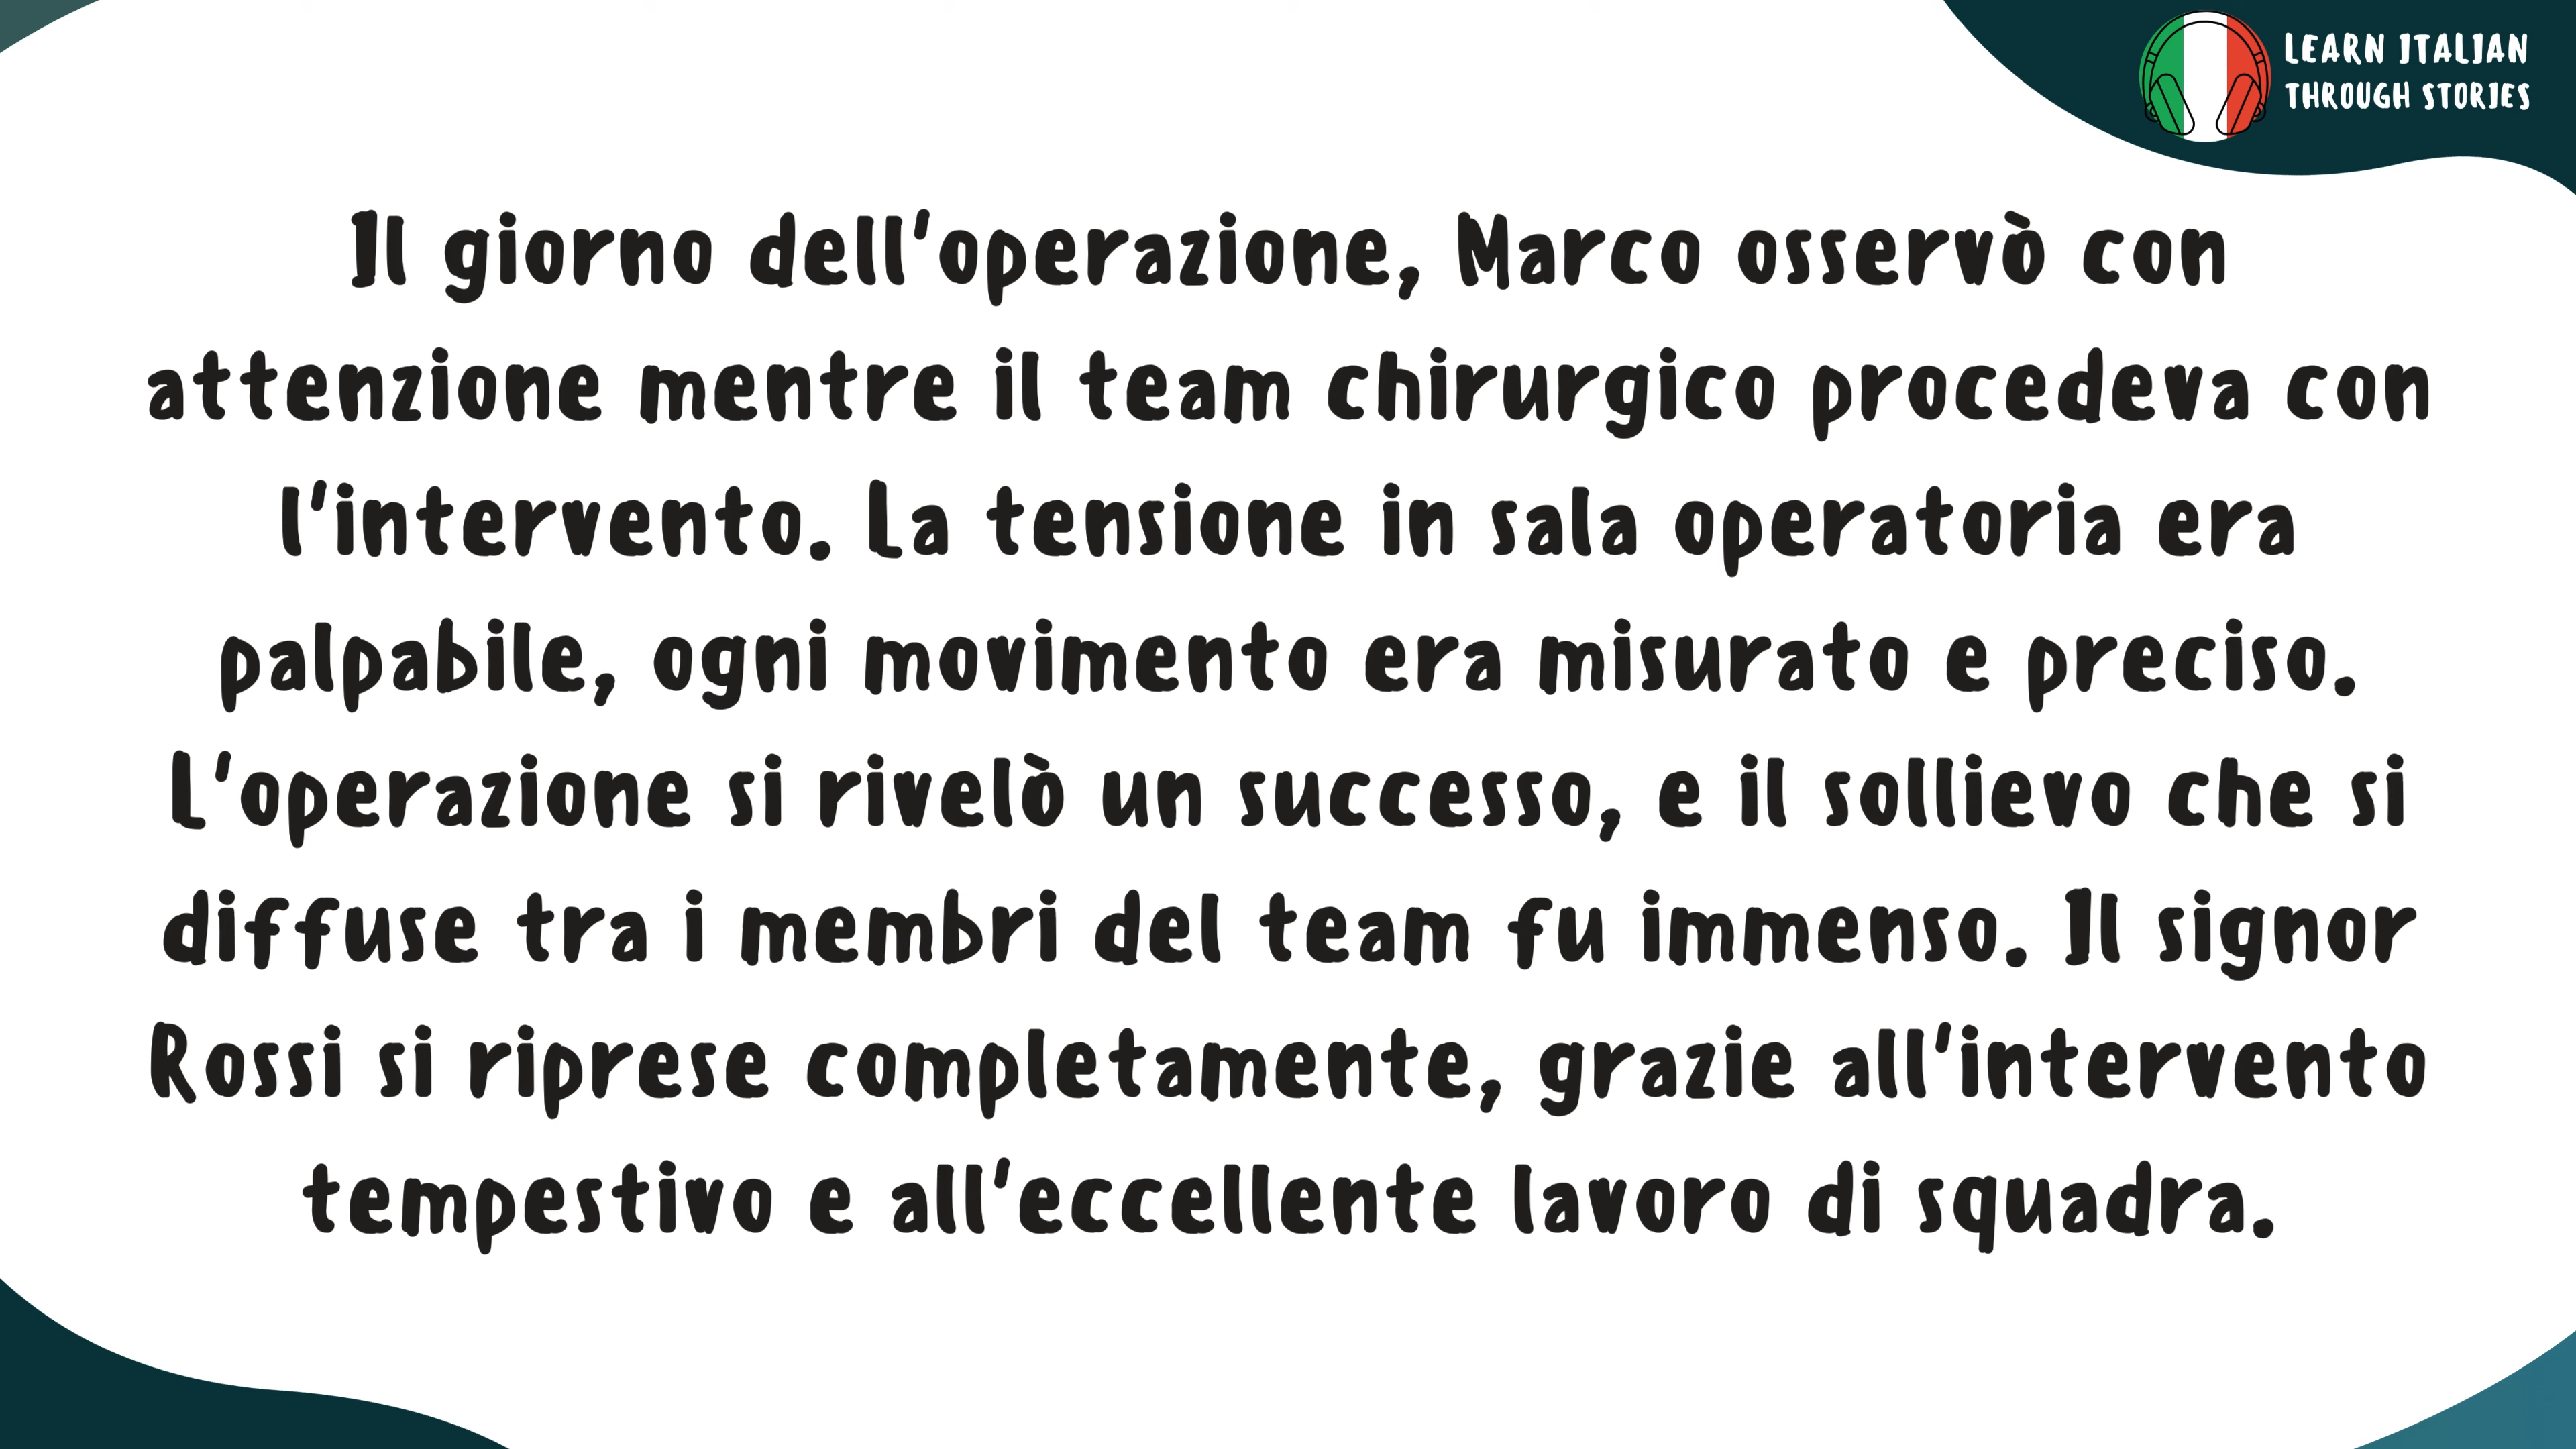 LEARN ITALIAN
THROUGH STORIES
Il giorno dell'operazione, Marco osservò con
attenzione mentre il team chirurgico procedeva con
l'intervento. La tensione in sala operatoria era
palpabile, ogni movimento era misurato e preciso.
L'operazione si rivelò un successo, e il sollievo che si
diffuse tra i membri del team fu immenso. Il signor
Rossi si riprese completamente, grazie all'intervento
tempestivo e all'eccellente lavoro di squadra.